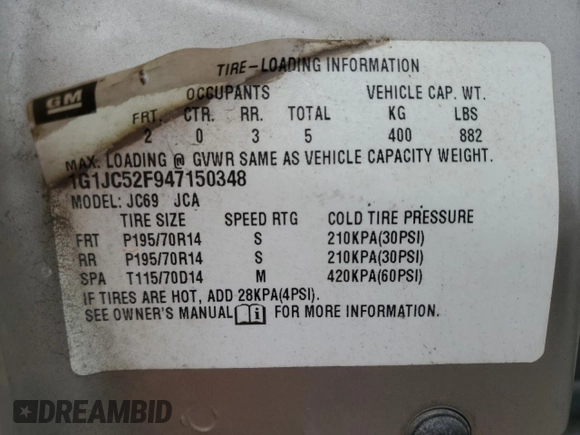 GM
TIRE-LOADING INFORMATION
OCCUPANTS VEHICLE CAP. WT.
FRT. CTR. RR. TOTAL KG LBS
2 0 3 5 400 882
MAX. LOADING @ GVWR SAME AS VEHICLE CAPACITY WEIGHT.
1G1JC52F947150348
MODEL: JC69 JCA
TIRE SIZE SPEED RTG COLD TIRE PRESSURE
FRT P195/70R14 S 210KPA(30PSI)
RR P195/70R14 S 210KPA(30PSI)
SPA T115/70D14 M 420KPA(60PSI)
IF TIRES ARE HOT, ADD 28KPA(4PSI).
SEE OWNER'S MANUAL i FOR MORE INFORMATION.
DREAMBID